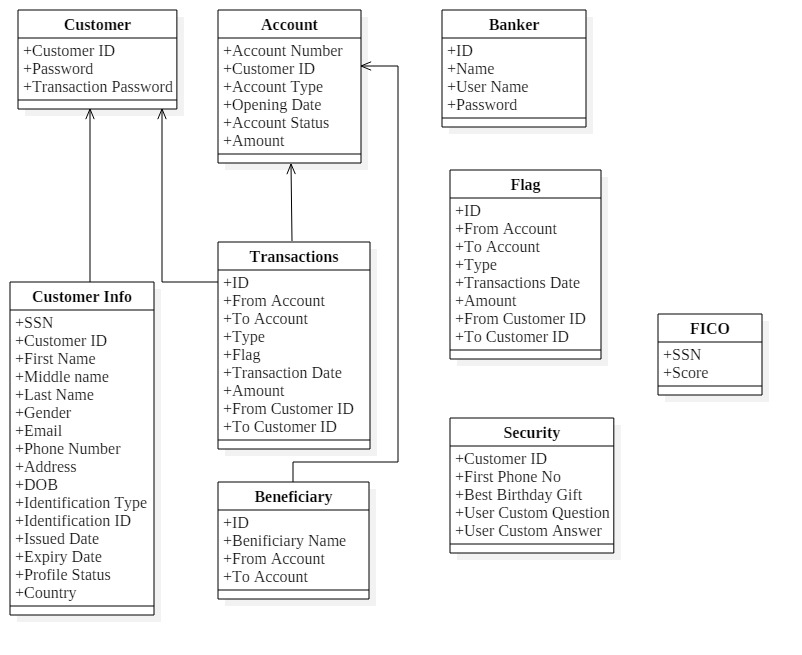 Customer
+Customer ID
+Password
+Transaction Password
Account
+Account Number
+Customer ID
+Account Type
+Opening Date
+Account Status
+Amount
Banker
+ID
+Name
+User Name
+Password
Flag
+ID
+From Account
+To Account
+Type
+Transactions Date
+Amount
+From Customer ID
+To Customer ID
Transactions
+ID
+From Account
+To Account
+Type
+Flag
+Transaction Date
+Amount
+From Customer ID
+To Customer ID
Customer Info
+SSN
+Customer ID
+First Name
+Middle name
+Last Name
+Gender
+Email
+Phone Number
+Address
+DOB
+Identification Type
+Identification ID
+Issued Date
+Expiry Date
+Profile Status
+Country
FICO
+SSN
+Score
Security
+Customer ID
+First Phone No
+Best Birthday Gift
+User Custom Question
+User Custom Answer
Beneficiary
+ID
+Benificiary Name
+From Account
+To Account